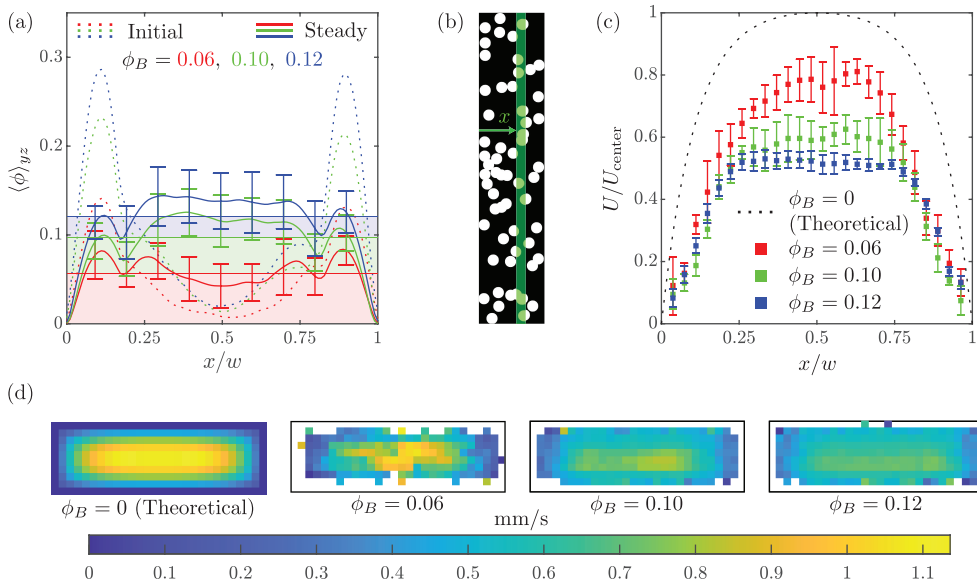 (a)
Initial
Steady
ϕ_B = 0.06, 0.10, 0.12
0.3
0.2
0.1
0
⟨ϕ⟩_yz
0
0.25
0.5
0.75
1
x/w
(b)
x
(c)
1
0.8
0.6
0.4
0.2
0
U/U_center
ϕ_B = 0
(Theoretical)
ϕ_B = 0.06
ϕ_B = 0.10
ϕ_B = 0.12
0
0.25
0.5
0.75
1
x/w
(d)
ϕ_B = 0 (Theoretical)
ϕ_B = 0.06
ϕ_B = 0.10
ϕ_B = 0.12
mm/s
0 0.1 0.2 0.3 0.4 0.5 0.6 0.7 0.8 0.9 1 1.1